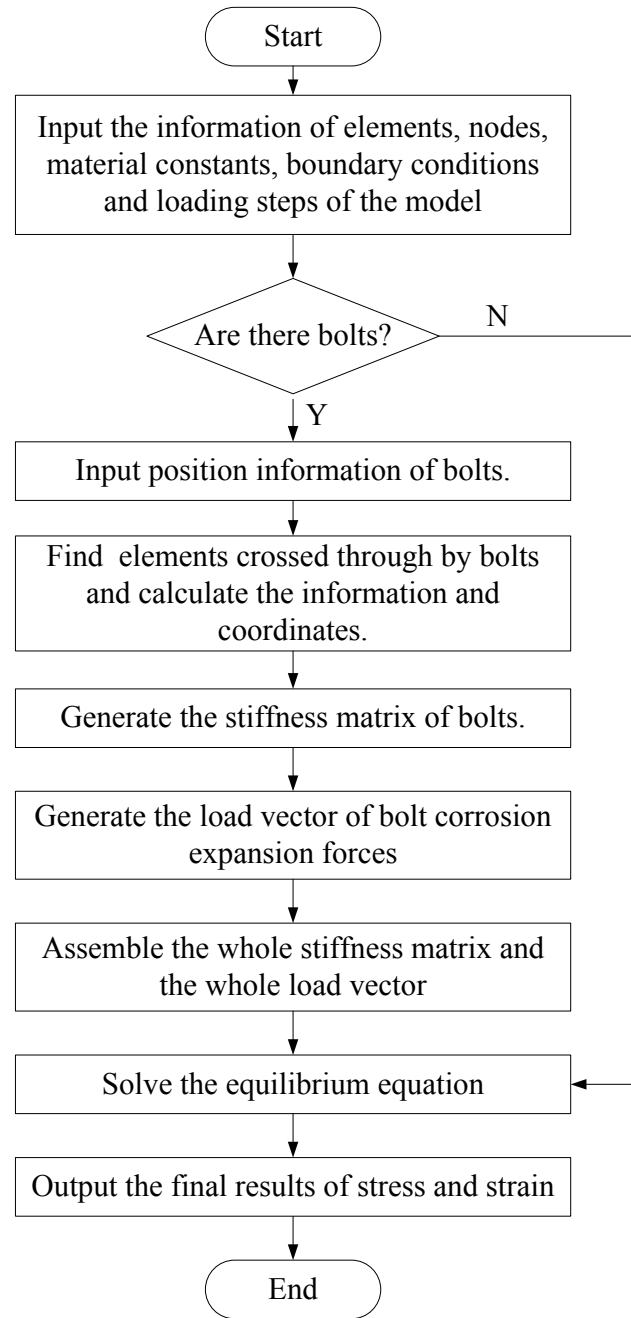 Start
Input the information of elements, nodes,
material constants, boundary conditions
and loading steps of the model
Are there bolts?
N
Y
Input position information of bolts.
Find elements crossed through by bolts
and calculate the information and
coordinates.
Generate the stiffness matrix of bolts.
Generate the load vector of bolt corrosion
expansion forces
Assemble the whole stiffness matrix and
the whole load vector
Solve the equilibrium equation
Output the final results of stress and strain
End